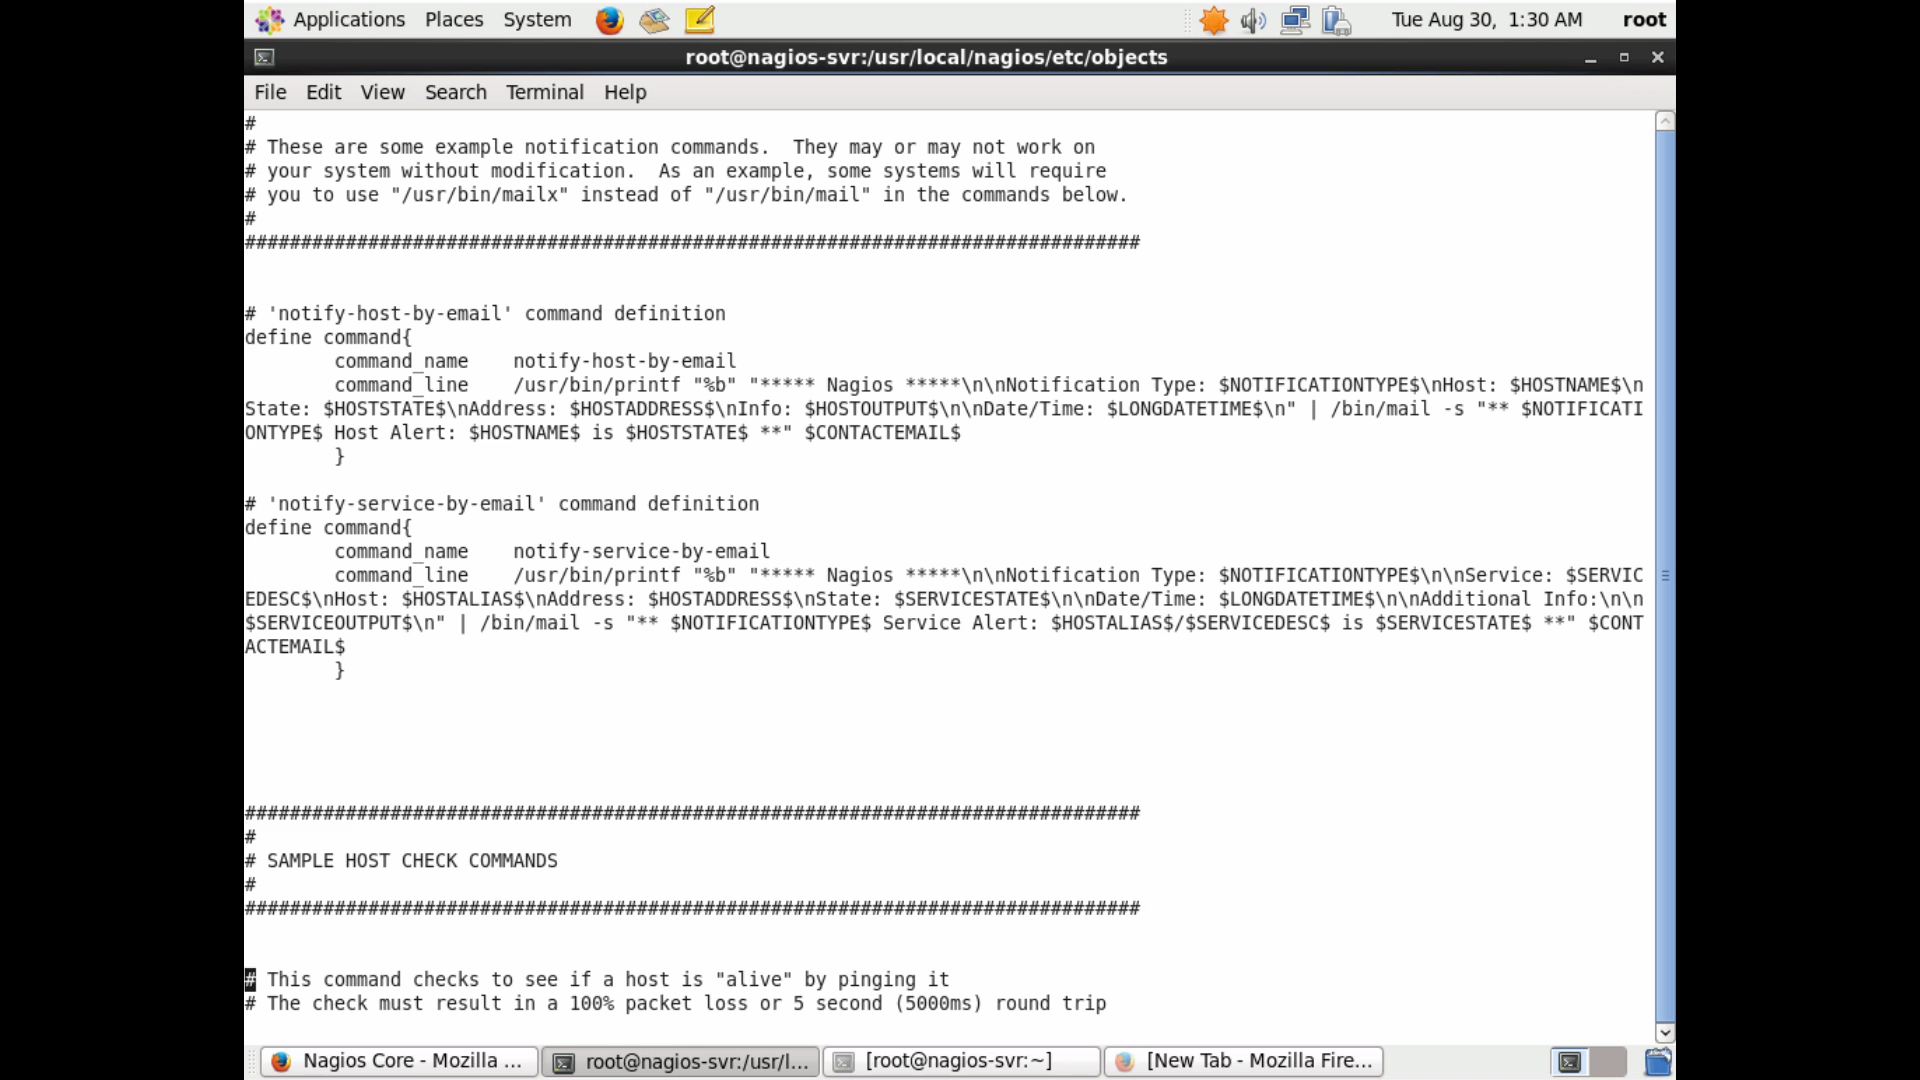 Applications Places System Tue Aug 30, 1:30 AM root
root@nagios-svr:/usr/local/nagios/etc/objects
File Edit View Search Terminal Help
#
# These are some example notification commands.  They may or may not work on
# your system without modification.  As an example, some systems will require
# you to use "/usr/bin/mailx" instead of "/usr/bin/mail" in the commands below.
#
################################################################################
# 'notify-host-by-email' command definition
define command{
command_name    notify-host-by-email
command_line    /usr/bin/printf "%b" "***** Nagios *****\n\nNotification Type: $NOTIFICATIONTYPE$\nHost: $HOSTNAME$\n
State: $HOSTSTATE$\nAddress: $HOSTADDRESS$\nInfo: $HOSTOUTPUT$\n\nDate/Time: $LONGDATETIME$\n" | /bin/mail -s "** $NOTIFICATI
ONTYPE$ Host Alert: $HOSTNAME$ is $HOSTSTATE$ **" $CONTACTEMAIL$
}
# 'notify-service-by-email' command definition
define command{
command_name    notify-service-by-email
command_line    /usr/bin/printf "%b" "***** Nagios *****\n\nNotification Type: $NOTIFICATIONTYPE$\n\nService: $SERVIC
EDESC$\nHost: $HOSTALIAS$\nAddress: $HOSTADDRESS$\nState: $SERVICESTATE$\n\nDate/Time: $LONGDATETIME$\n\nAdditional Info:\n\n
$SERVICEOUTPUT$\n" | /bin/mail -s "** $NOTIFICATIONTYPE$ Service Alert: $HOSTALIAS$/$SERVICEDESC$ is $SERVICESTATE$ **" $CONT
ACTEMAIL$
}
################################################################################
#
# SAMPLE HOST CHECK COMMANDS
#
################################################################################
# This command checks to see if a host is "alive" by pinging it
# The check must result in a 100% packet loss or 5 second (5000ms) round trip
Nagios Core - Mozilla ... root@nagios-svr:/usr/l... [root@nagios-svr:~] [New Tab - Mozilla Fire...